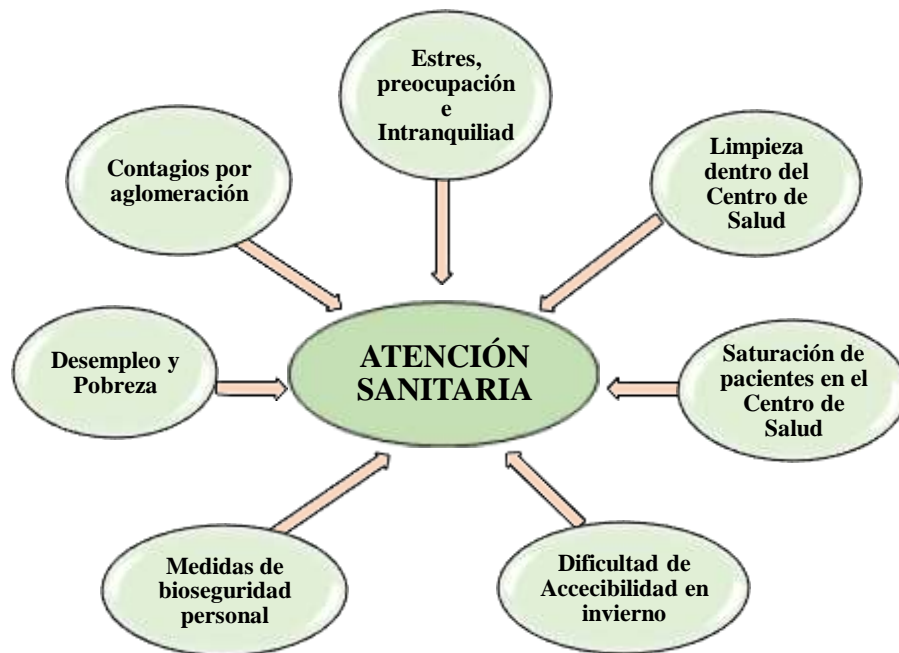 Estres,
preocupación
e
Intranquiliad
Contagios por
aglomeración
Limpieza
dentro del
Centro de
Salud
Desempleo y
Pobreza
ATENCIÓN
SANITARIA
Saturación de
pacientes en el
Centro de
Salud
Medidas de
bioseguridad
personal
Dificultad de
Accecibilidad en
invierno